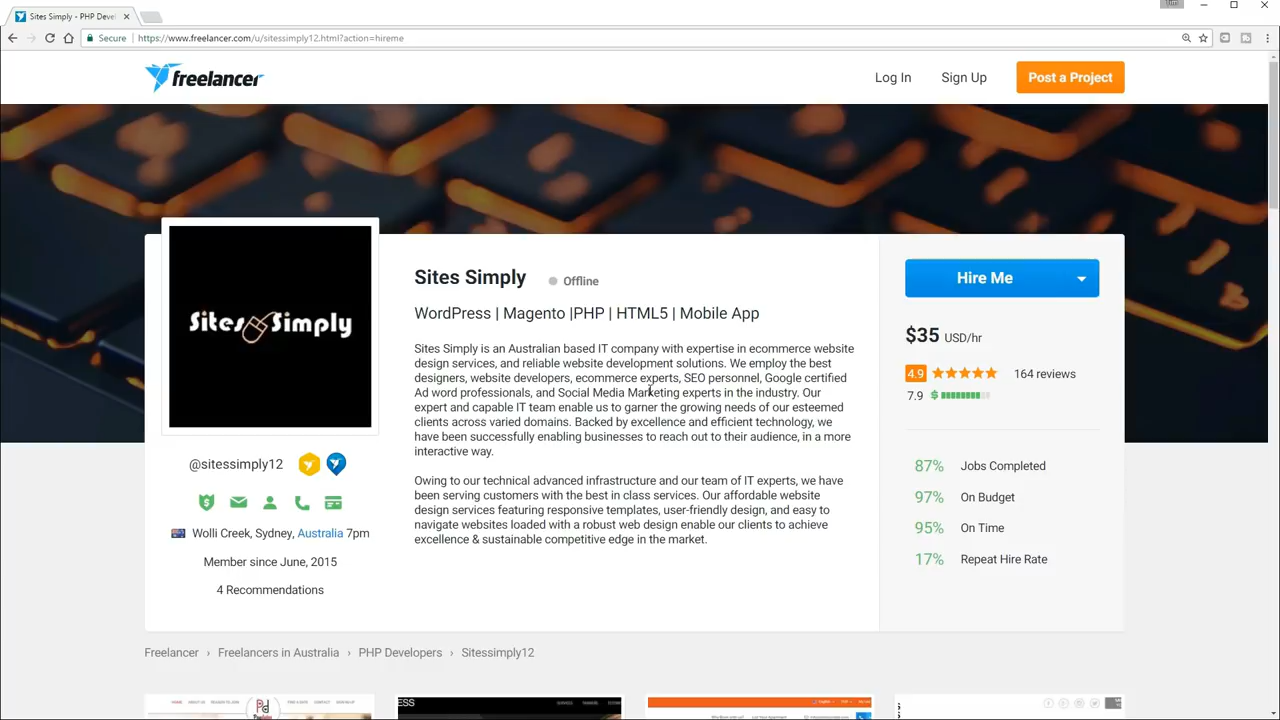 Sites Simply - PHP Deve
Secure
https://www.freelancer.com/u/sitessimply12.html?action=hireme
freelancer
Log In
Sign Up
Post a Project
Sites Simply
Sites Simply
Offline
WordPress | Magento |PHP | HTML5 | Mobile App
Sites Simply is an Australian based IT company with expertise in ecommerce website
design services, and reliable website development solutions. We employ the best
designers, website developers, ecommerce experts, SEO personnel, Google certified
Ad word professionals, and Social Media Marketing experts in the industry. Our
expert and capable IT team enable us to garner the growing needs of our esteemed
clients across varied domains. Backed by excellence and efficient technology, we
have been successfully enabling businesses to reach out to their audience, in a more
interactive way.
Owing to our technical advanced infrastructure and our team of IT experts, we have
been serving customers with the best in class services. Our affordable website
design services featuring responsive templates, user-friendly design, and easy to
navigate websites loaded with a robust web design enable our clients to achieve
excellence & sustainable competitive edge in the market.
@sitessimply12
Wolli Creek, Sydney, Australia 7pm
Member since June, 2015
4 Recommendations
Hire Me
$35 USD/hr
4.9
164 reviews
7.9 $
87% Jobs Completed
97% On Budget
95% On Time
17% Repeat Hire Rate
Freelancer › Freelancers in Australia › PHP Developers › Sitessimply12
HOME
CONTACT
Pd
ESS